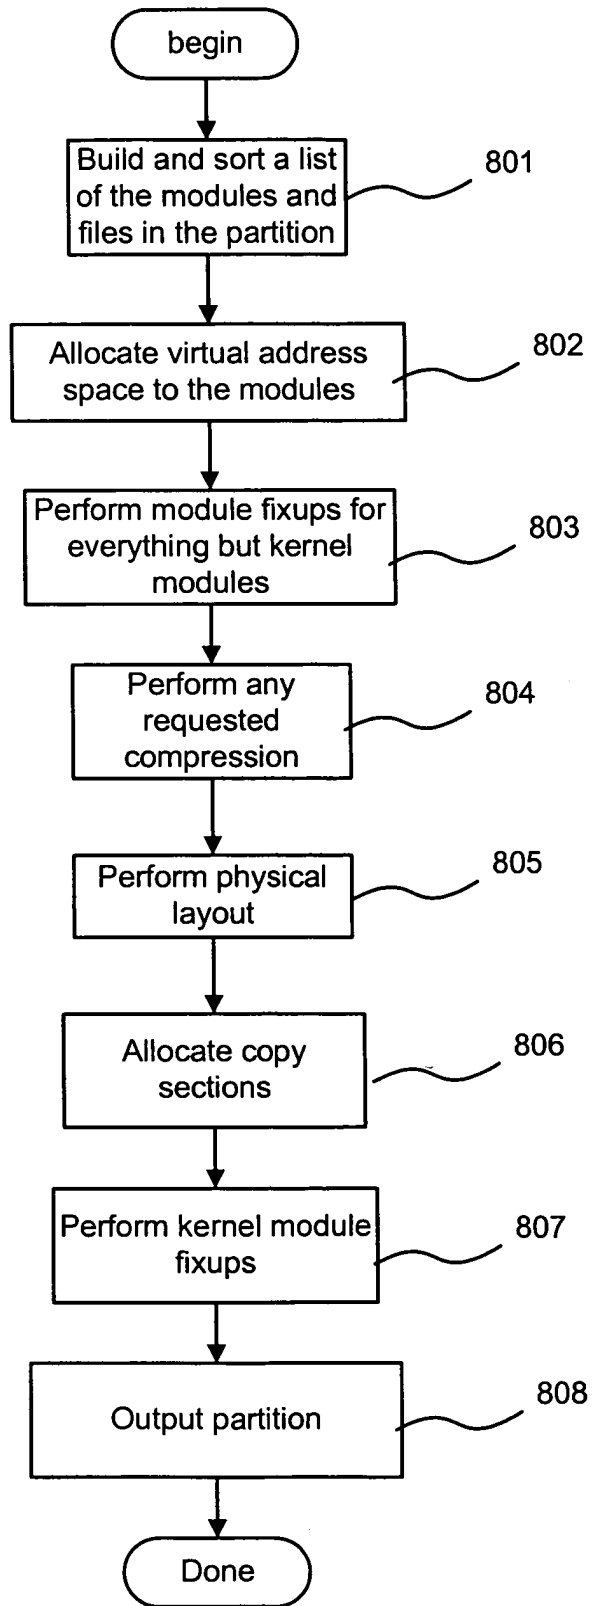 begin
Build and sort a list
of the modules and
files in the partition
801
Allocate virtual address
space to the modules
802
Perform module fixups for
everything but kernel
modules
803
Perform any
requested
compression
804
Perform physical
layout
805
Allocate copy
sections
806
Perform kernel module
fixups
807
Output partition
808
Done